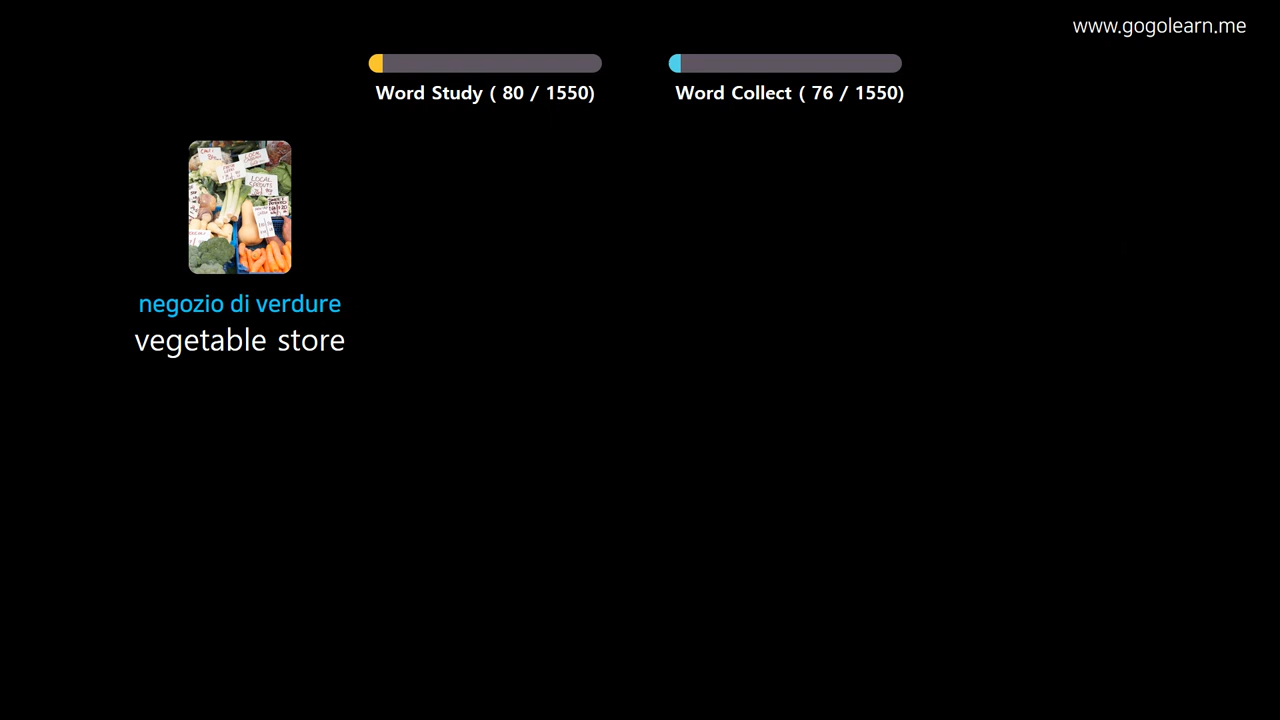 www.gogolearn.me
Word Study ( 80 / 1550)
Word Collect ( 76 / 1550)
LOCAL
negozio di verdure
vegetable store